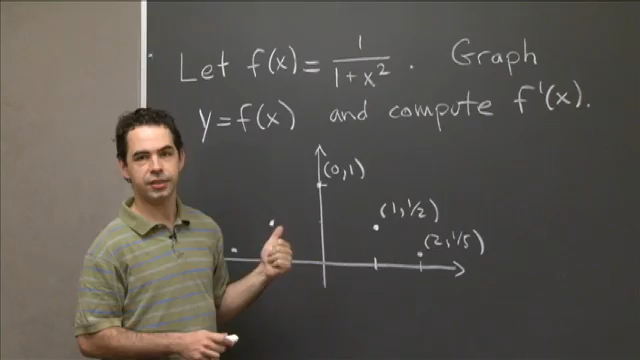 Let f(x) = 1/(1+x²). Graph
y = f(x) and compute f'(x).
(0,1)
(1,1/2)
(2,1/5)